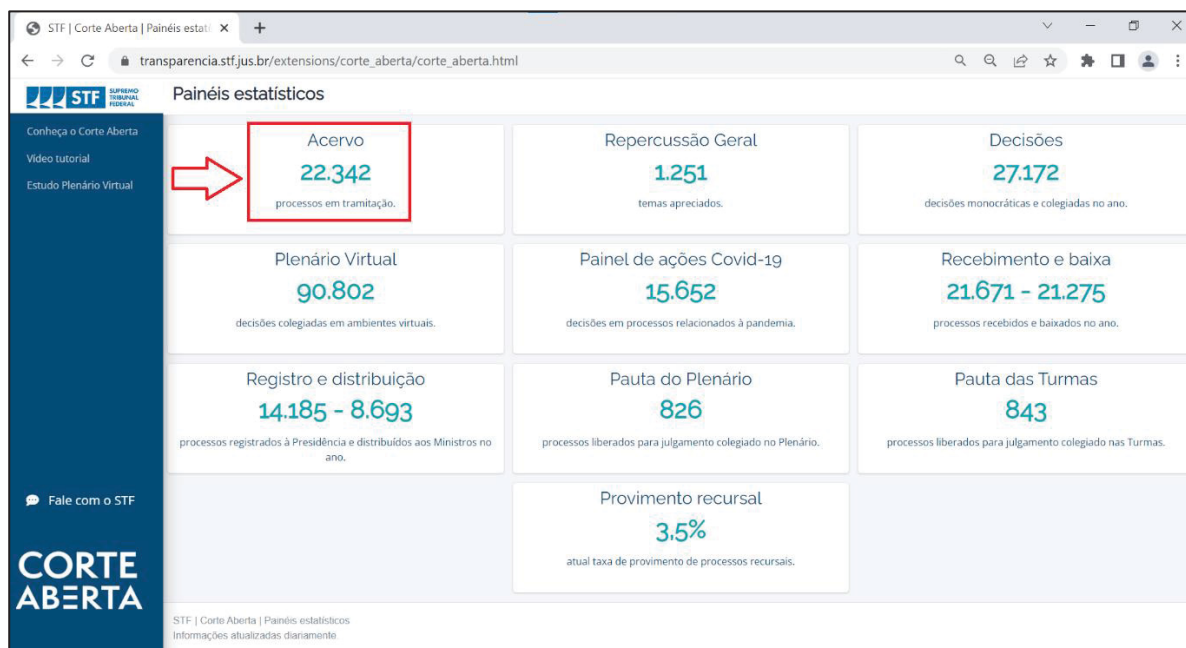 STF | Corte Aberta | Painéis estatí
transparencia.stf.jus.br/extensions/corte_aberta/corte_aberta.html
STF SUPREMO TRIBUNAL FEDERAL
Painéis estatísticos
Conheça o Corte Aberta
Vídeo tutorial
Estudo Plenário Virtual
Acervo
22.342
processos em tramitação.
Repercussão Geral
1.251
temas apreciados.
Decisões
27.172
decisões monocráticas e colegiadas no ano.
Plenário Virtual
90.802
decisões colegiadas em ambientes virtuais.
Painel de ações Covid-19
15.652
decisões em processos relacionados à pandemia.
Recebimento e baixa
21.671 - 21.275
processos recebidos e baixados no ano.
Registro e distribuição
14.185 - 8.693
processos registrados à Presidência e distribuídos aos Ministros no
ano.
Pauta do Plenário
826
processos liberados para julgamento colegiado no Plenário.
Pauta das Turmas
843
processos liberados para julgamento colegiado nas Turmas.
Provimento recursal
3,5%
atual taxa de provimento de processos recursais.
Fale com o STF
CORTE
ABERTA
STF | Corte Aberta | Painéis estatísticos
Informações atualizadas diariamente